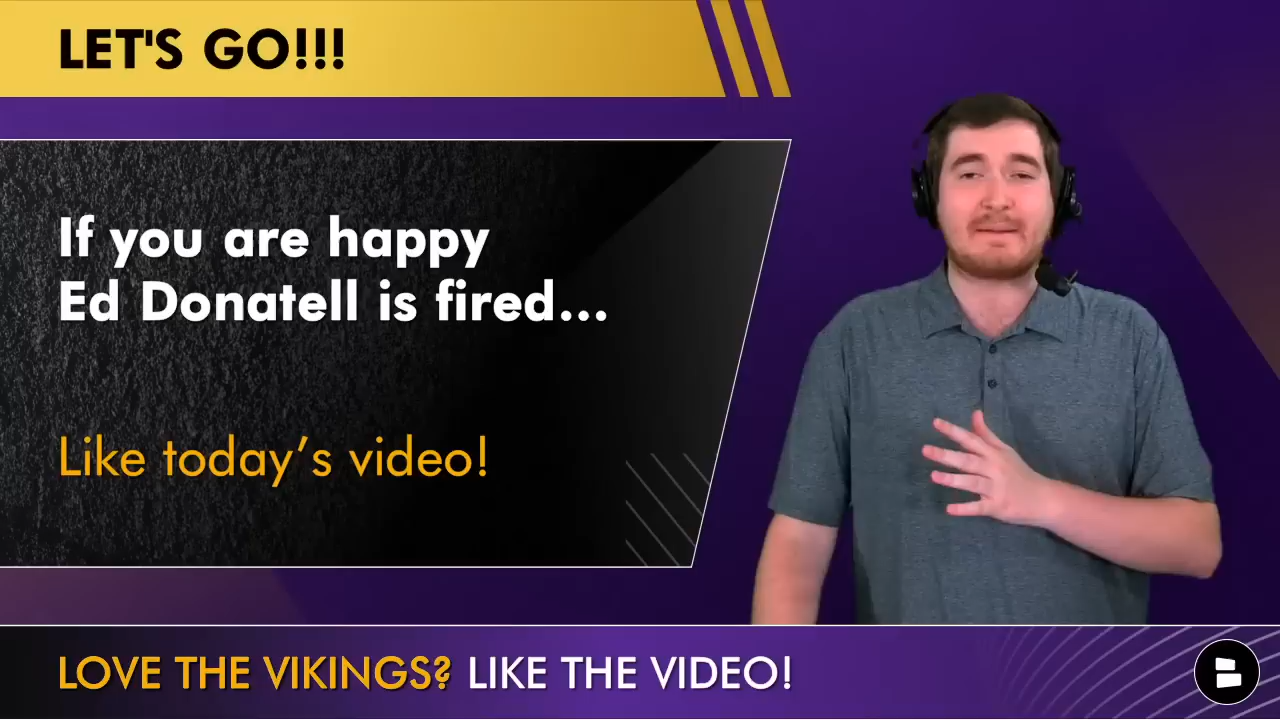 LET'S GO!!!
If you are happy
Ed Donatell is fired...
Like today’s video!
LOVE THE VIKINGS? LIKE THE VIDEO!